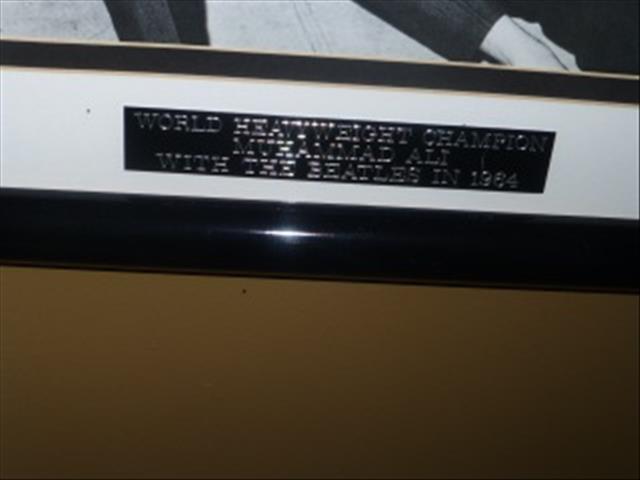 WORLD HEAVYWEIGHT CHAMPION
MUHAMMAD ALI
WITH THE BEATLES IN 1964